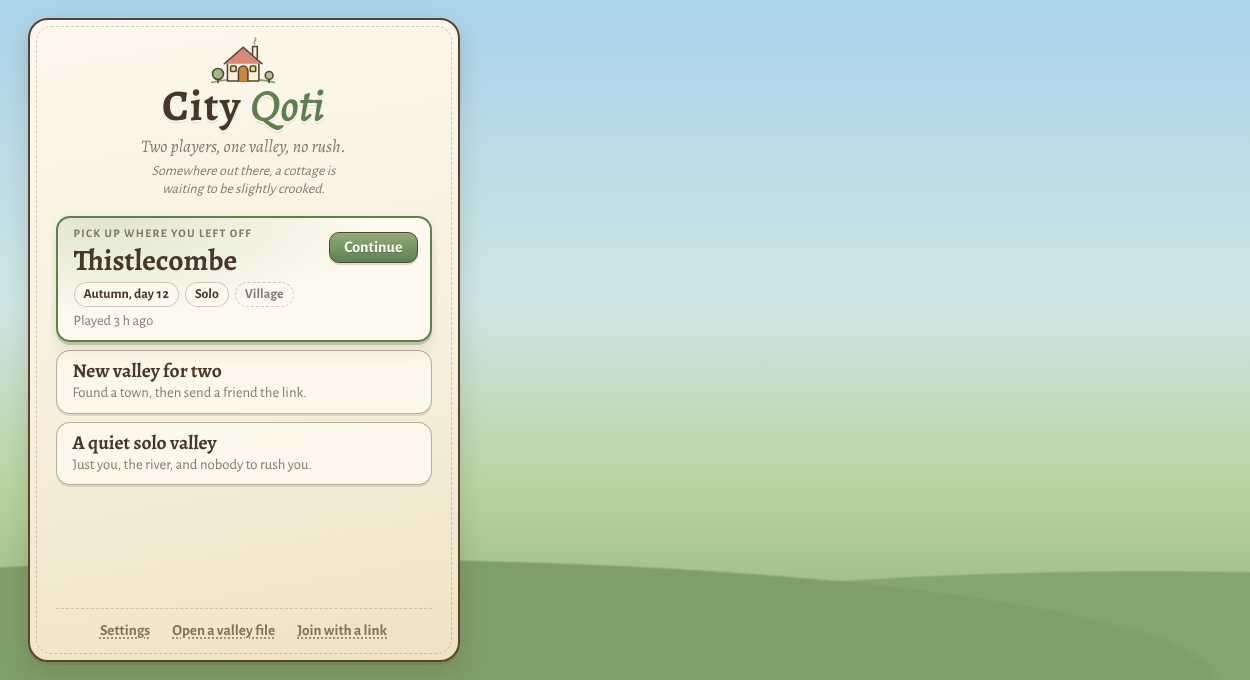 City Qoti
Two players, one valley, no rush.
Somewhere out there, a cottage is
waiting to be slightly crooked.
PICK UP WHERE YOU LEFT OFF
Continue
Thistlecombe
Autumn, day 12 Solo Village
Played 3 h ago
New valley for two
Found a town, then send a friend the link.
A quiet solo valley
Just you, the river, and nobody to rush you.
Settings Open a valley file Join with a link